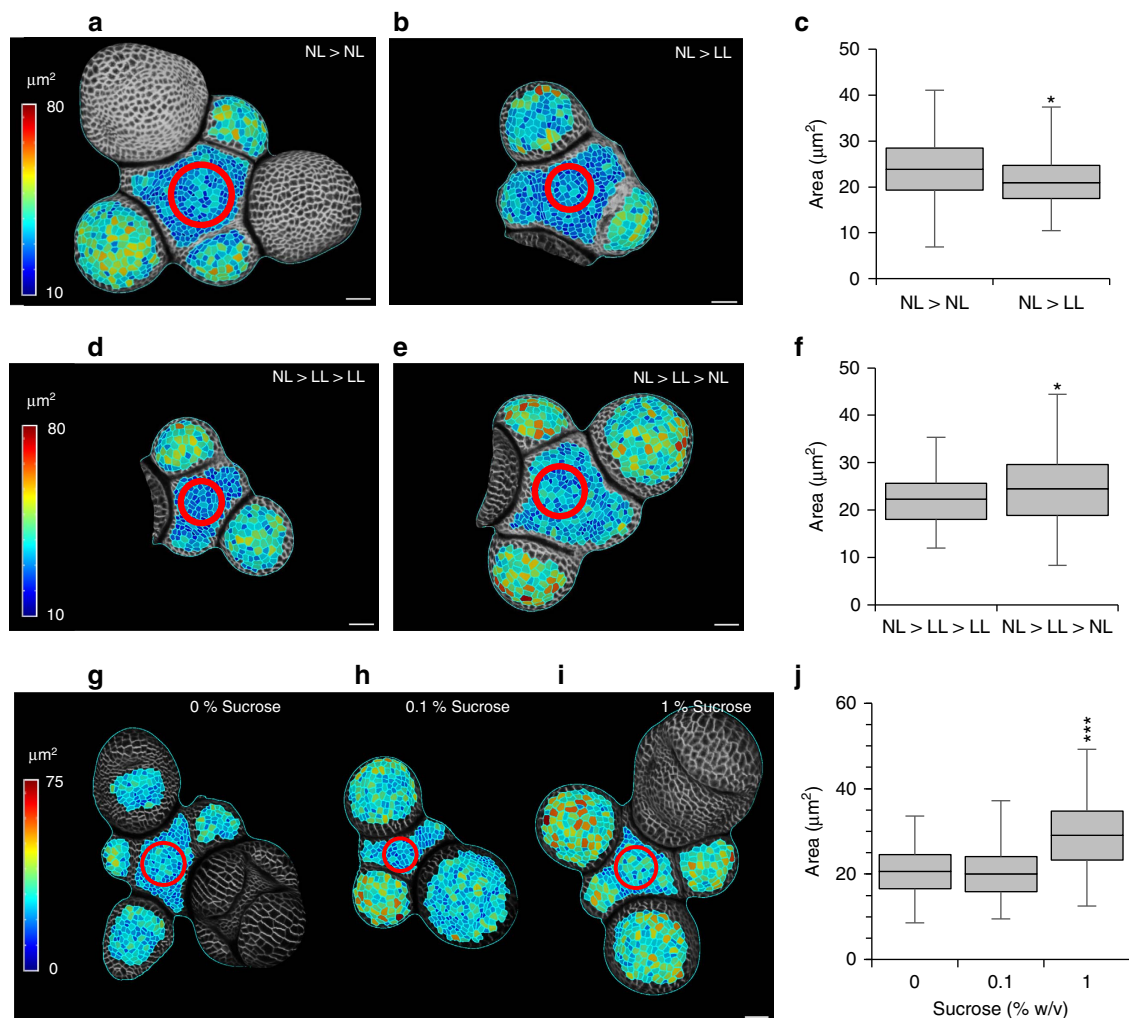 a
NL > NL
µm²
80
10
b
NL > LL
c
Area (µm²)
50
40
30
20
10
0
*
NL > NL
NL > LL
d
NL > LL > LL
µm²
80
10
e
NL > LL > NL
f
Area (µm²)
50
40
30
20
10
0
*
NL > LL > LL
NL > LL > NL
g
0 % Sucrose
µm²
75
0
h
0.1 % Sucrose
i
1 % Sucrose
j
Area (µm²)
60
40
20
0
***
0
0.1
1
Sucrose (% w/v)